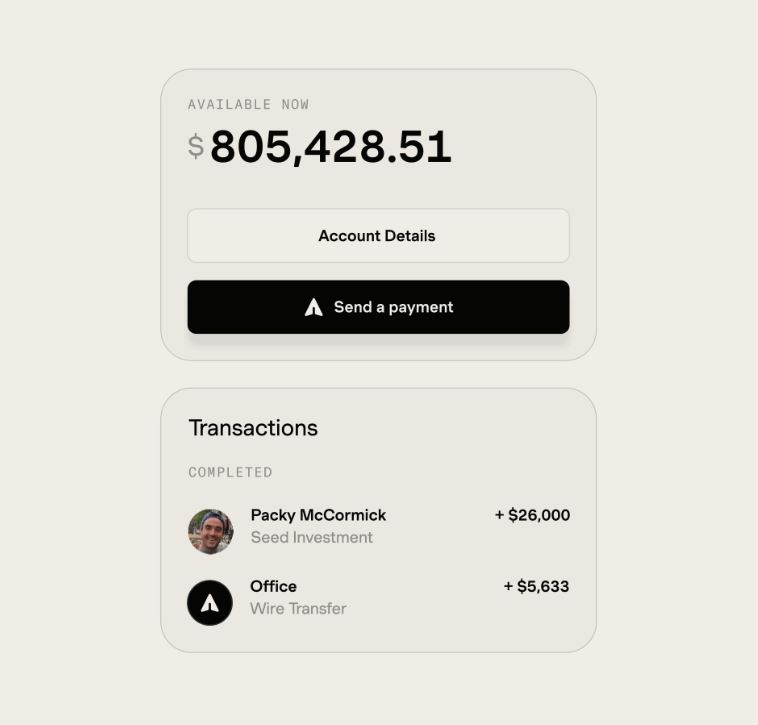 AVAILABLE NOW
$805,428.51
Account Details
Send a payment
Transactions
COMPLETED
Packy McCormick + $26,000
Seed Investment
Office + $5,633
Wire Transfer